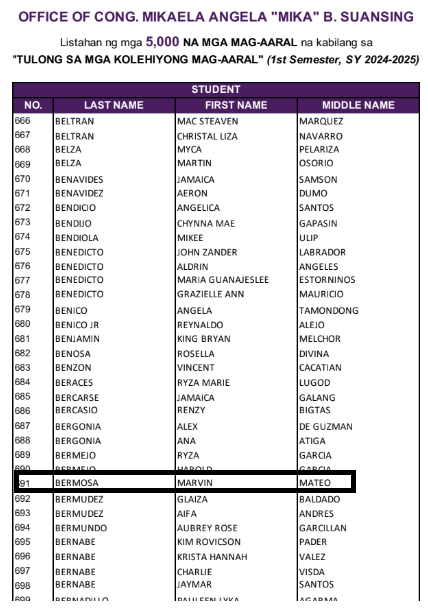 OFFICE OF CONG. MIKAELA ANGELA "MIKA" B. SUANSING
Listahan ng mga 5,000 NA MGA MAG-AARAL na kabilang sa
"TULONG SA MGA KOLEHIYONG MAG-AARAL" (1st Semester, SY 2024-2025)
STUDENT
NO. LAST NAME FIRST NAME MIDDLE NAME
666 BELTRAN MAC STEAVEN MARQUEZ
667 BELTRAN CHRISTAL LIZA NAVARRO
668 BELZA MYCA PELARIZA
669 BELZA MARTIN OSORIO
670 BENAVIDES JAMAICA SAMSON
671 BENAVIDEZ AERON DUMO
672 BENDICIO ANGELICA SANTOS
673 BENDIJO CHYNNA MAE GAPASIN
674 BENDIOLA MIKEE ULIP
675 BENEDICTO JOHN ZANDER LABRADOR
676 BENEDICTO ALDRIN ANGELES
677 BENEDICTO MARIA GUANAJESLEE ESTORNINOS
678 BENEDICTO GRAZIELLE ANN MAURICIO
679 BENICO ANGELA TAMONDONG
680 BENICO JR REYNALDO ALEJO
681 BENJAMIN KING BRYAN MELCHOR
682 BENOSA ROSELLA DIVINA
683 BENZON VINCENT CACATIAN
684 BERACES RYZA MARIE LUGOD
685 BERCARSE JAMAICA GALANG
686 BERCASIO RENZY BIGTAS
687 BERGONIA ALEX DE GUZMAN
688 BERGONIA ANA ATIGA
689 BERMEJO RYZA GARCIA
690 BERMEJO HAROLD GARCIA
691 BERMOSA MARVIN MATEO
692 BERMUDEZ GLAIZA BALDADO
693 BERMUDEZ AIFA ANDRES
694 BERMUNDO AUBREY ROSE GARCILLAN
695 BERNABE KIM ROVICSON PADER
696 BERNABE KRISTA HANNAH VALEZ
697 BERNABE CHARLIE VISDA
698 BERNABE JAYMAR SANTOS
699 BERNADILLO PAULEEN LYKA AGARMA